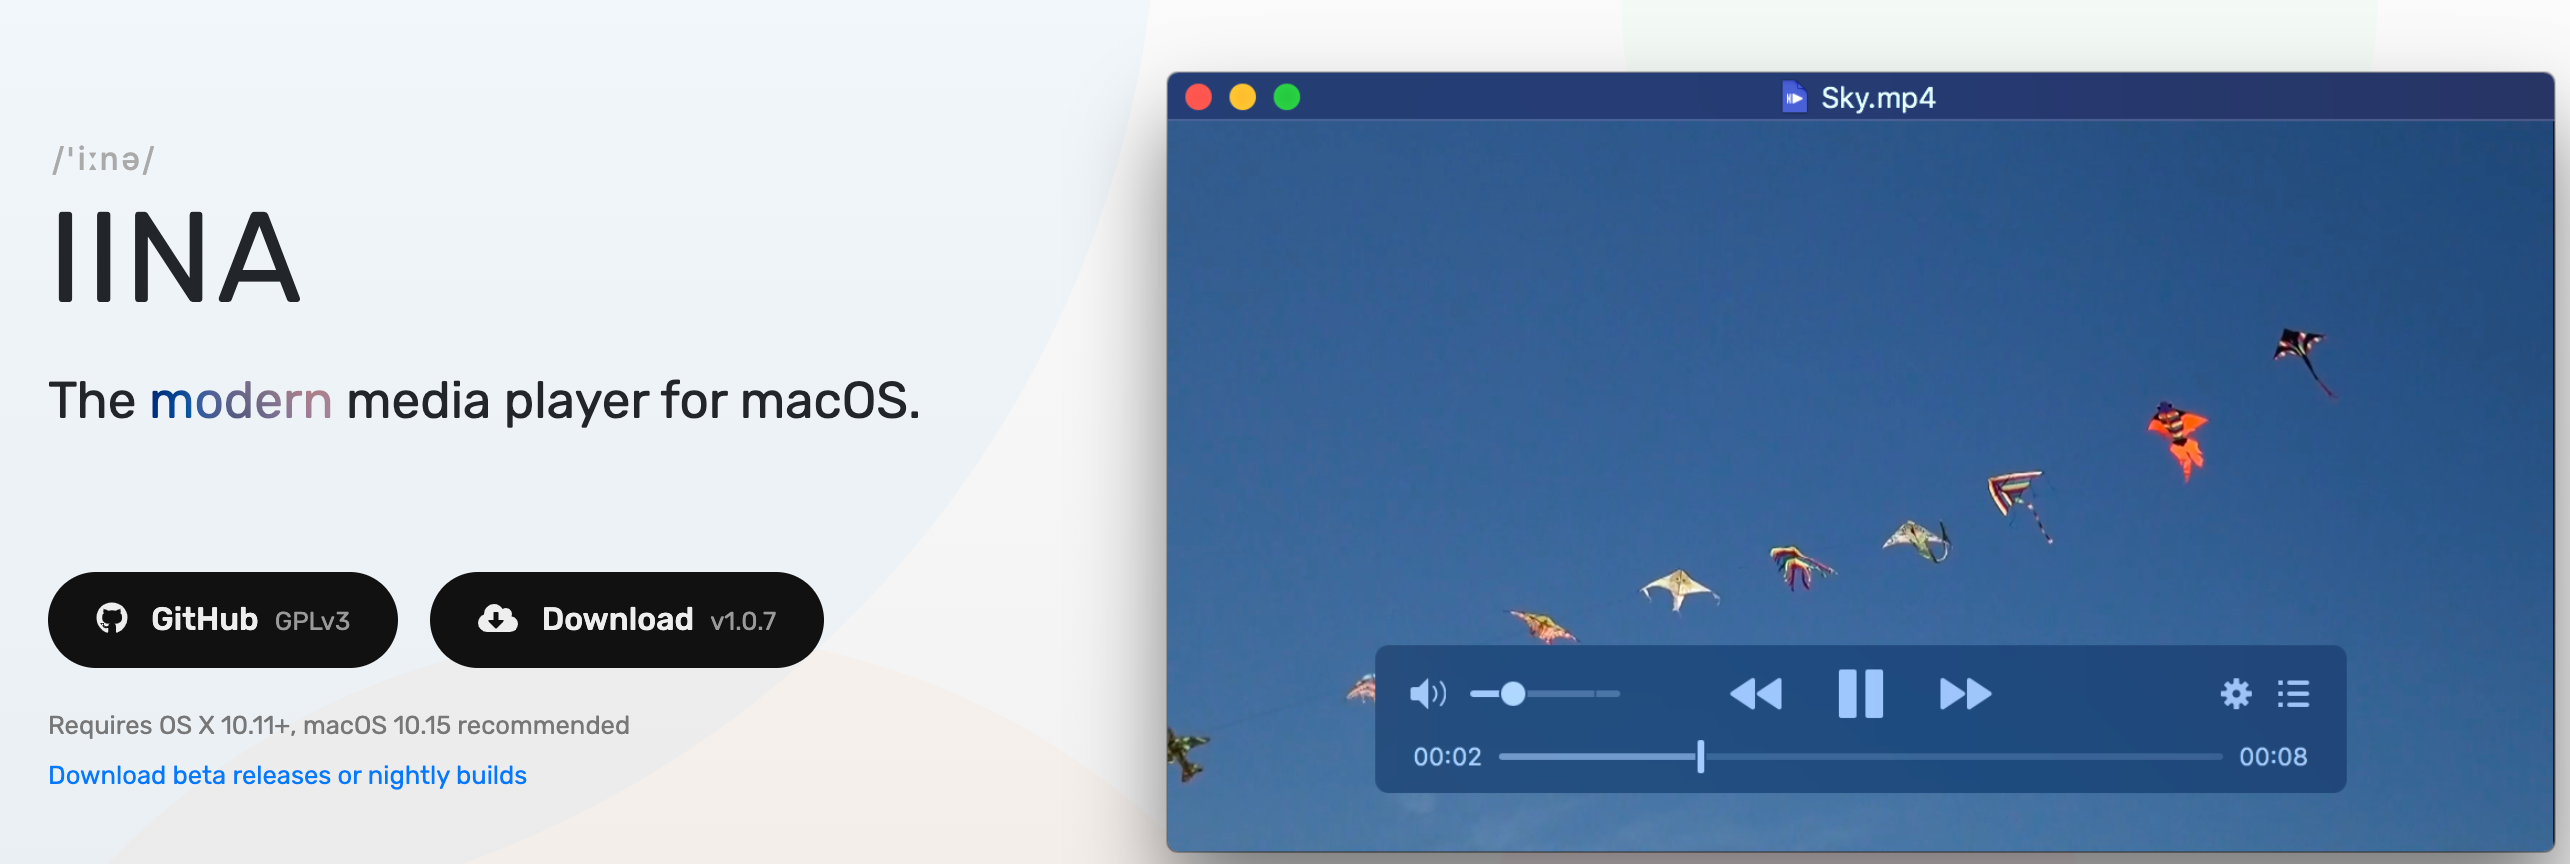 /ˈiːnə/
IINA
The modern media player for macOS.
GitHub GPLv3
Download v1.0.7
Requires OS X 10.11+, macOS 10.15 recommended
Download beta releases or nightly builds
Sky.mp4
00:02
00:08